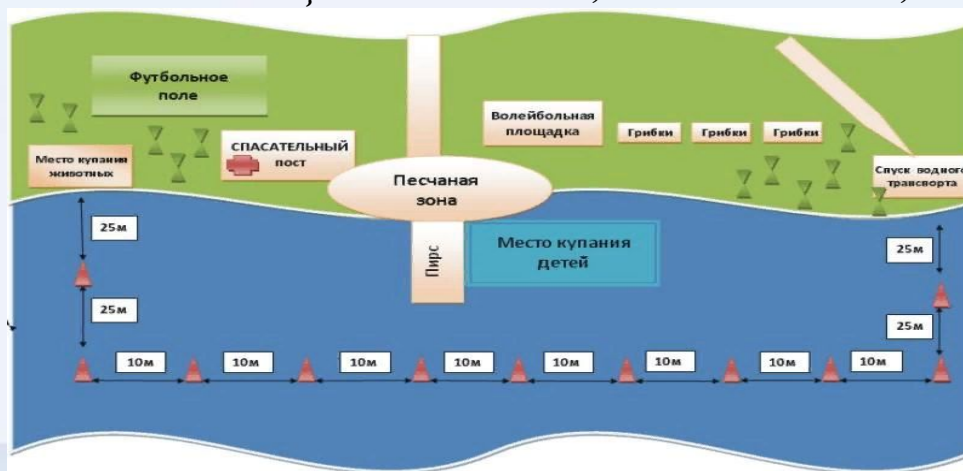 Футбольное
поле
Волейбольная
площадка
Грибки
Грибки
Грибки
СПАСАТЕЛЬНЫЙ
пост
Место купания
животных
Песчаная
зона
Спуск водного
транспорта
25м
Пирс
Место купания
детей
25м
25м
25м
10м
10м
10м
10м
10м
10м
10м
10м